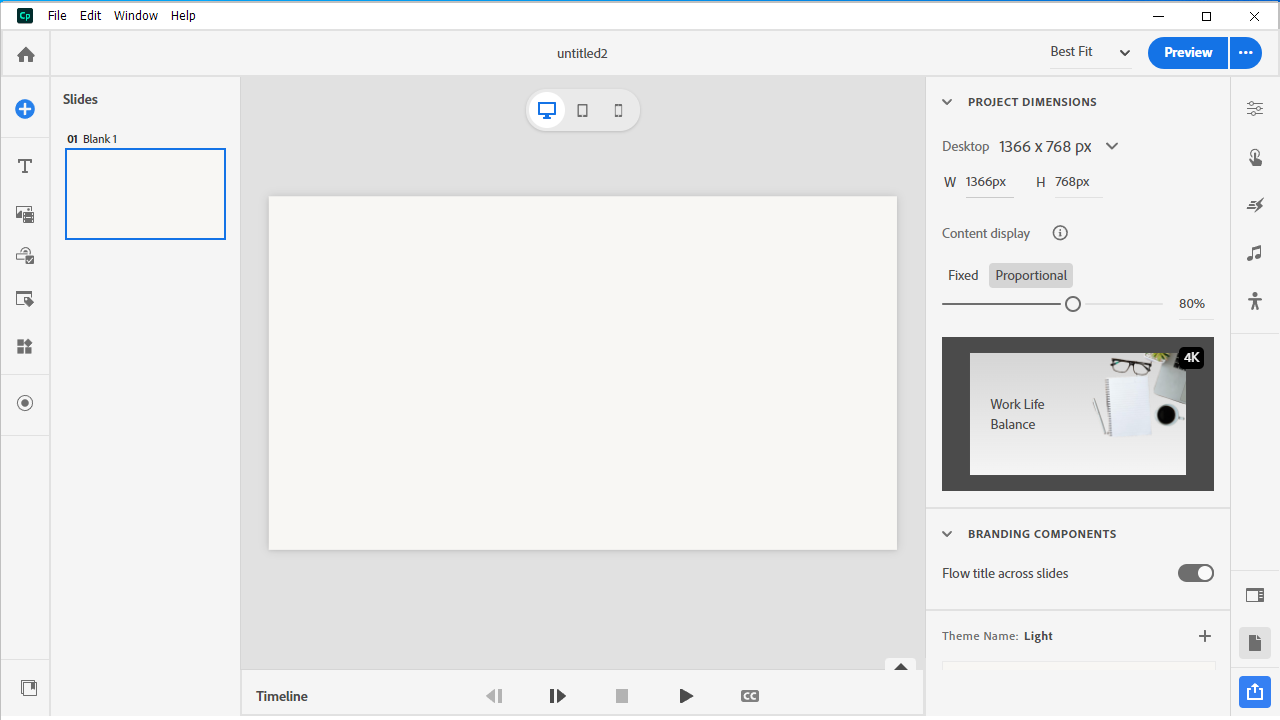 Cp File Edit Window Help
untitled2
Best Fit
Preview
Slides
01 Blank 1
PROJECT DIMENSIONS
Desktop 1366 x 768 px
W 1366px H 768px
Content display
Fixed Proportional
80%
4K
Work Life
Balance
BRANDING COMPONENTS
Flow title across slides
Theme Name: Light
Timeline
CC